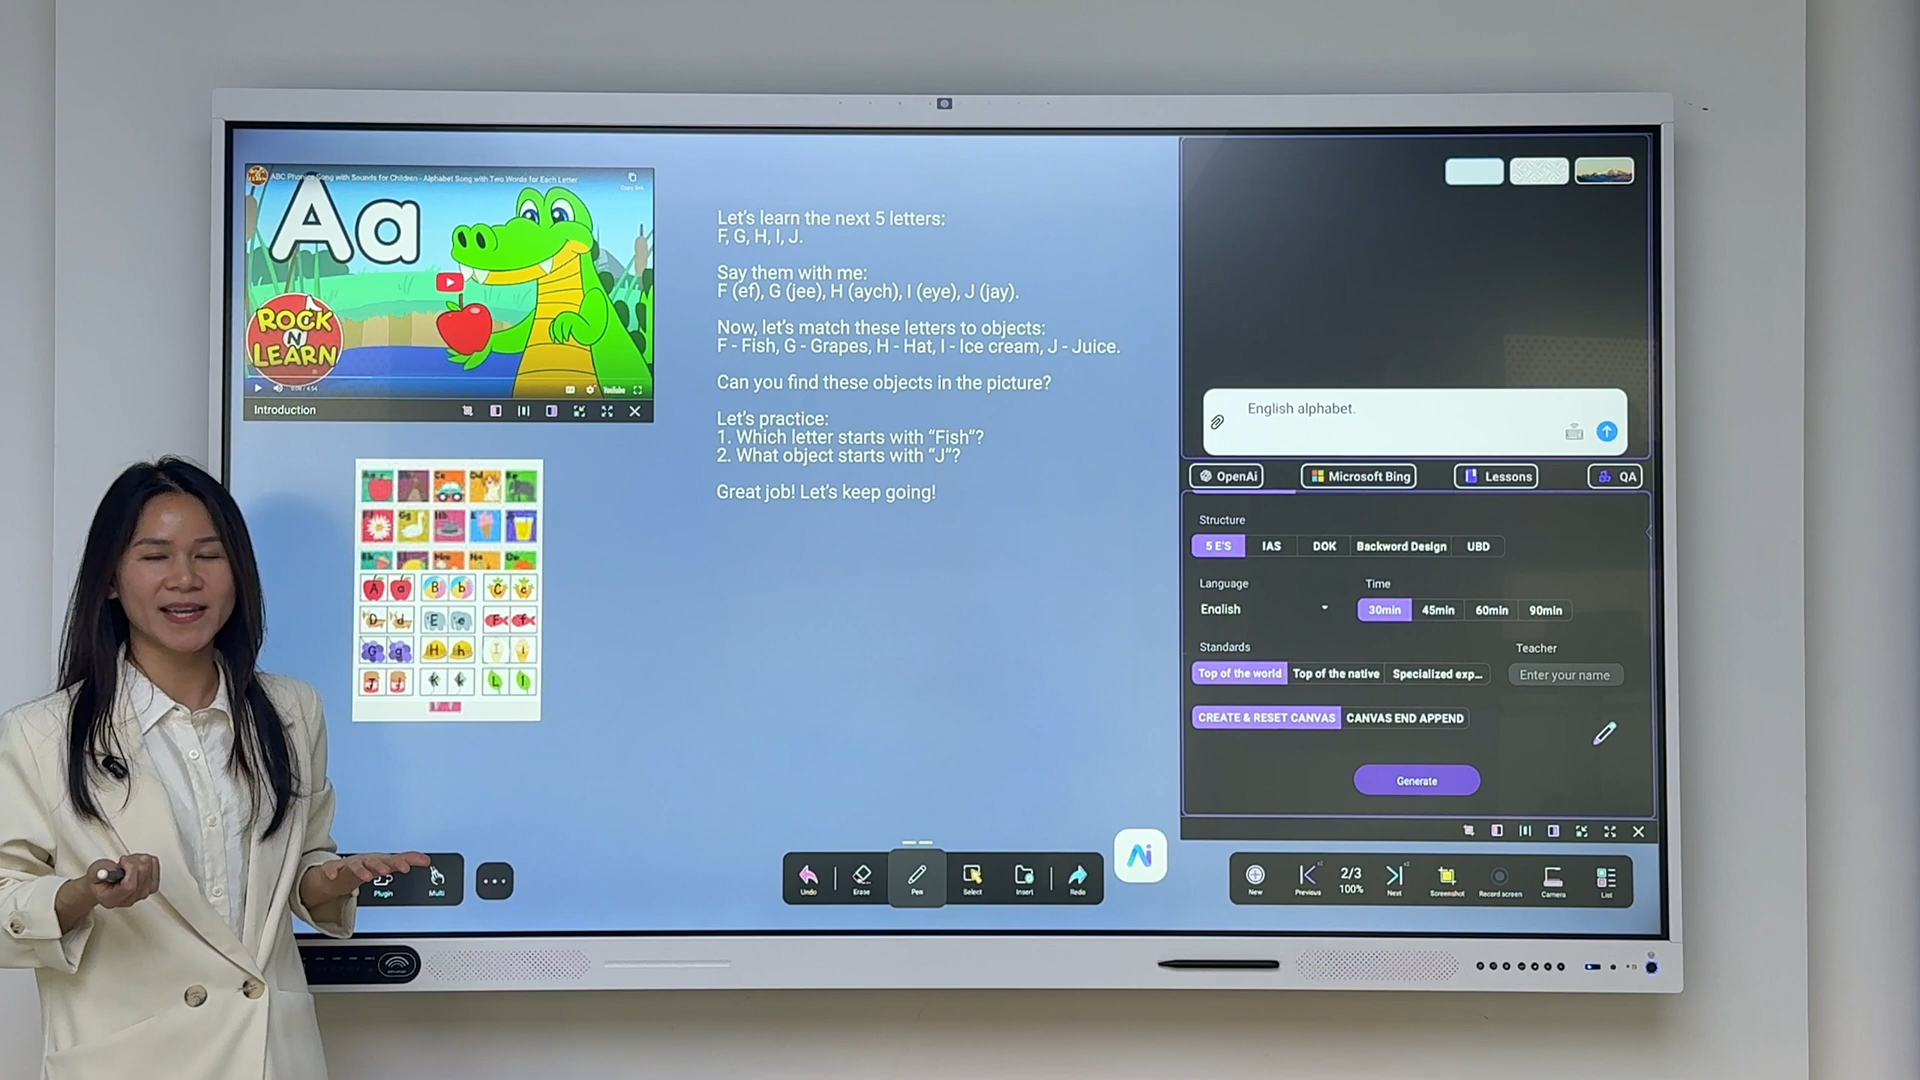 ABC Phonics Song with Sounds for Children - Alphabet Song with Two Words for Each Letter
Copy link
Aa
ROCK
N
LEARN
YouTube
Introduction
Let's learn the next 5 letters:
F, G, H, I, J.
Say them with me:
F (ef), G (jee), H (aych), I (eye), J (jay).
Now, let's match these letters to objects:
F - Fish, G - Grapes, H - Hat, I - Ice cream, J - Juice.
Can you find these objects in the picture?
Let's practice:
1. Which letter starts with “Fish”?
2. What object starts with “J”?
Great job! Let's keep going!
A a B b C c
D d E e F f
G g H h I i
J j K k L l
English alphabet.
OpenAi
Microsoft Bing
Lessons
QA
Structure
5 E'S IAS DOK Backword Design UBD
Language Time
English 30min 45min 60min 90min
Standards Teacher
Top of the world Top of the native Specialized exp... Enter your name
CREATE & RESET CANVAS CANVAS END APPEND
Generate
Plugin Multi
Undo Erase Pen Select Insert Redo
Ai
New Previous 2/3 100% Next Screenshot Record screen Camera List